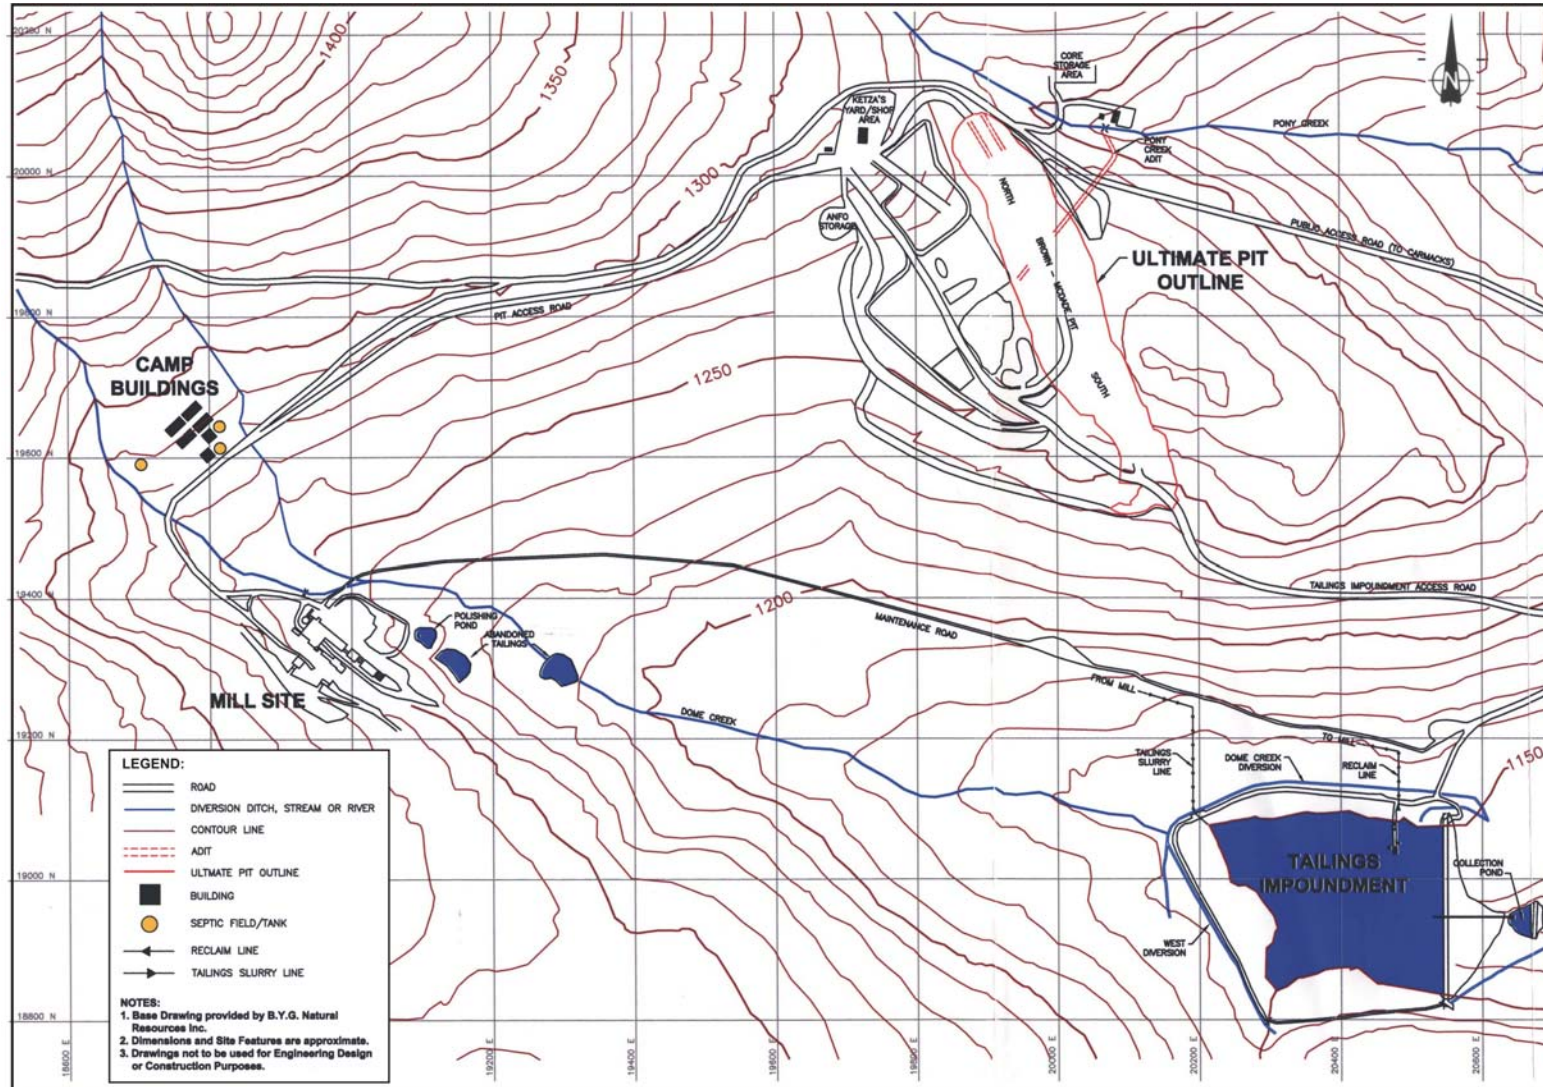 20200 N
1400
1350
CORE
STORAGE
AREA
N
KETZA'S
YARD/SHOP
AREA
PONY CREEK
PONY
CREEK
ADIT
20000 N
1300
NORTH
ANFO
STORAGE
PUBLIC ACCESS ROAD (TO CARMACKS)
BROWN - MCDADE PIT
ULTIMATE PIT
OUTLINE
19800 N
PIT ACCESS ROAD
CAMP
BUILDINGS
1250
SOUTH
19600 N
TAILINGS IMPOUNDMENT ACCESS ROAD
19400 N
1200
POLISHING
POND
MAINTENANCE ROAD
ABANDONED
TAILINGS
MILL SITE
FROM MILL
DOME CREEK
19200 N
TO MILL
TAILINGS
SLURRY
LINE
DOME CREEK
DIVERSION
RECLAIM
LINE
1150
TAILINGS
IMPOUNDMENT
COLLECTION
POND
19000 N
WEST
DIVERSION
18800 N
LEGEND:
ROAD
DIVERSION DITCH, STREAM OR RIVER
CONTOUR LINE
ADIT
ULTMATE PIT OUTLINE
BUILDING
SEPTIC FIELD/TANK
RECLAIM LINE
TAILINGS SLURRY LINE
NOTES:
1. Base Drawing provided by B.Y.G. Natural
Resources Inc.
2. Dimensions and Site Features are approximate.
3. Drawings not to be used for Engineering Design
or Construction Purposes.
18600 E
19200 E
19400 E
19600 E
19800 E
20000 E
20200 E
20400 E
20600 E